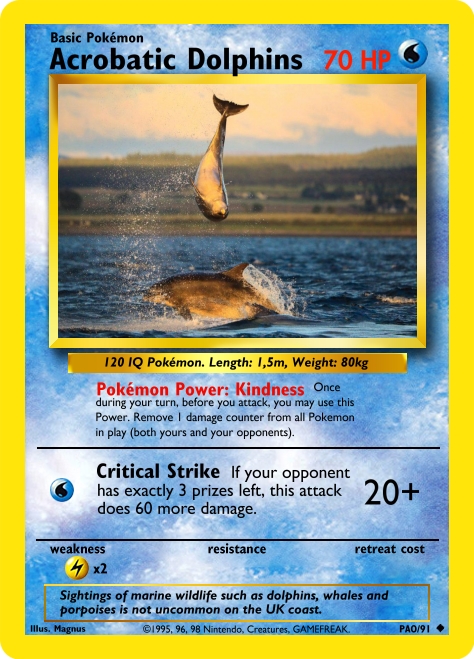 Basic Pokémon
Acrobatic Dolphins 70 HP
120 IQ Pokémon. Length: 1,5m, Weight: 80kg
Pokémon Power: Kindness Once
during your turn, before you attack, you may use this
Power. Remove 1 damage counter from all Pokemon
in play (both yours and your opponents).
Critical Strike If your opponent
has exactly 3 prizes left, this attack
does 60 more damage.
20+
weakness resistance retreat cost
x2
Sightings of marine wildlife such as dolphins, whales and
porpoises is not uncommon on the UK coast.
Illus. Magnus ©1995, 96, 98 Nintendo, Creatures, GAMEFREAK. PAO/91